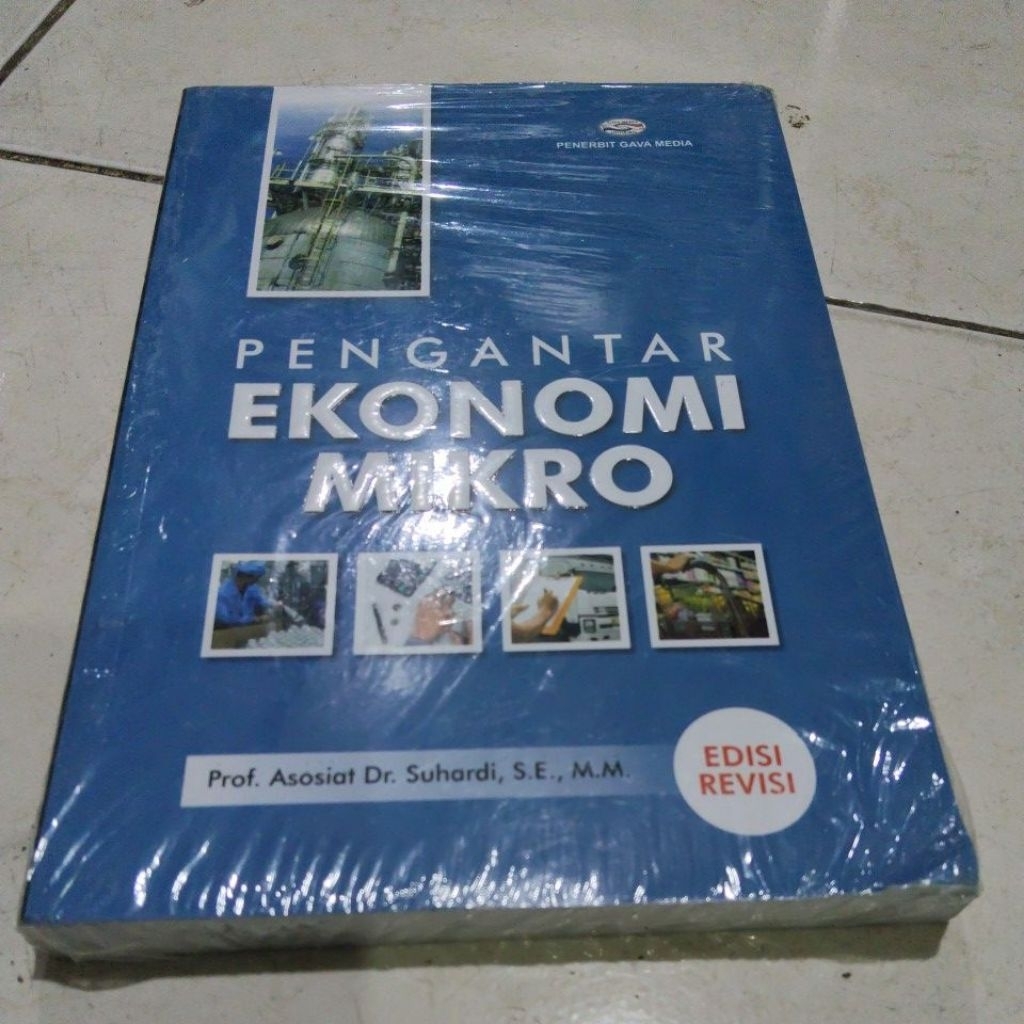 PENERBIT GAVA MEDIA
PENGANTAR
EKONOMI
MIKRO
Prof. Asosiat Dr. Suhardi, S.E., M.M.
EDISI
REVISI